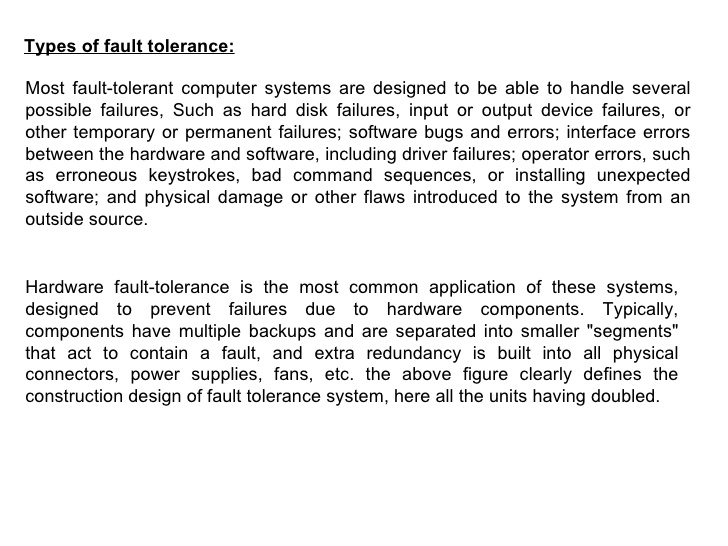 Types of fault tolerance:
Most fault-tolerant computer systems are designed to be able to handle several
possible failures, Such as hard disk failures, input or output device failures, or
other temporary or permanent failures; software bugs and errors; interface errors
between the hardware and software, including driver failures; operator errors, such
as erroneous keystrokes, bad command sequences, or installing unexpected
software; and physical damage or other flaws introduced to the system from an
outside source.
Hardware fault-tolerance is the most common application of these systems,
designed to prevent failures due to hardware components. Typically,
components have multiple backups and are separated into smaller "segments"
that act to contain a fault, and extra redundancy is built into all physical
connectors, power supplies, fans, etc. the above figure clearly defines the
construction design of fault tolerance system, here all the units having doubled.